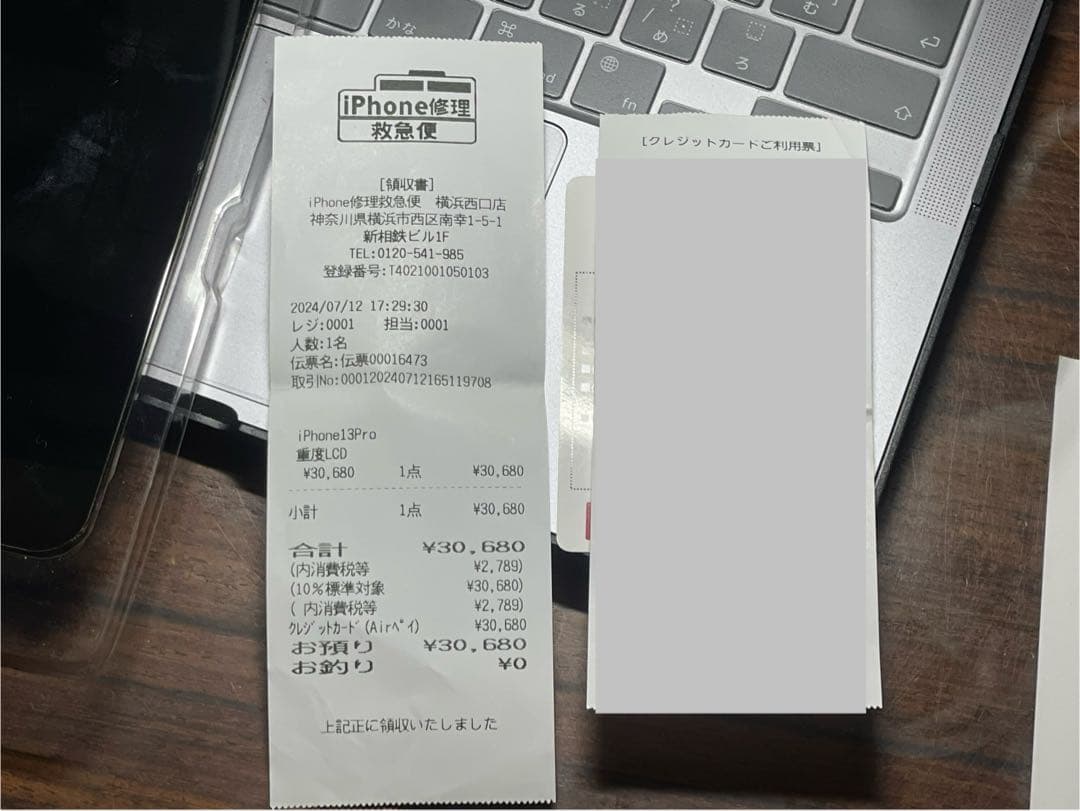 iPhone修理
救急便
[領収書]
iPhone修理救急便 横浜西口店
神奈川県横浜市西区南幸1-5-1
新相鉄ビル1F
TEL:0120-541-985
登録番号:T4021001050103
2024/07/12 17:29:30
レジ:0001 担当:0001
人数:1名
伝票名:伝票00016473
取引No:000120240712165119708
iPhone13Pro
重度LCD
¥30,680 1点 ¥30,680
小計 1点 ¥30,680
合計 ¥30,680
(内消費税等 ¥2,789)
(10%標準対象 ¥30,680)
( 内消費税等 ¥2,789)
クレジットカード(Airペイ) ¥30,680
お預り ¥30,680
お釣り ¥0
上記正に領収いたしました
[クレジットカードご利用票]
かな
⌘
る
?
/
め
ろ
む
fn